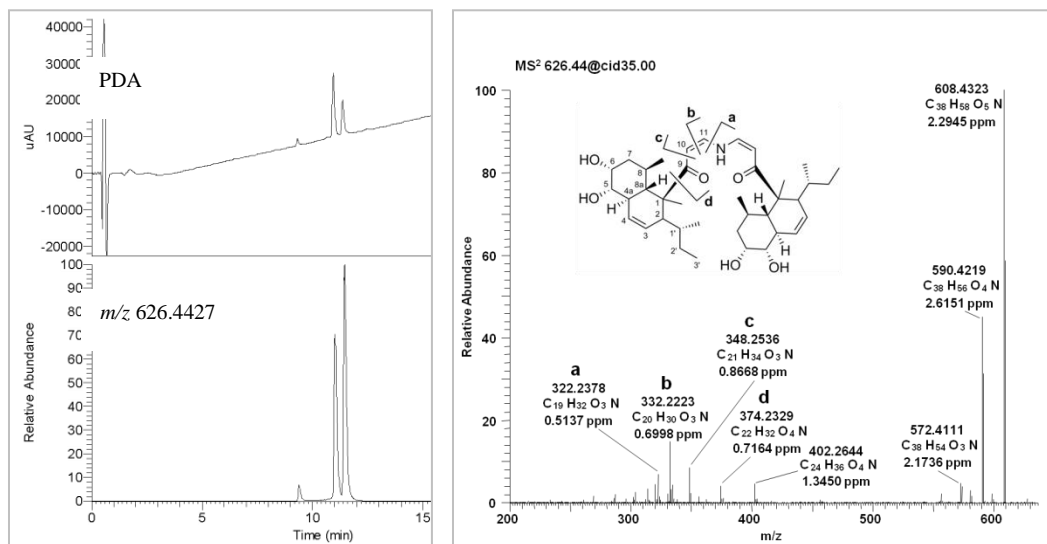 40000
PDA
30000
20000
10000
0
-10000
-20000
uAU
100
90
80
70
60
50
40
30
20
10
0
m/z 626.4427
Relative Abundance
0 5 10 15
Time (min)
MS² 626.44@cid35.00
100
80
60
40
20
0
Relative Abundance
608.4323
C₃₈ H₅₈ O₅ N
2.2945 ppm
590.4219
C₃₈ H₅₆ O₄ N
2.6151 ppm
572.4111
C₃₈ H₅₄ O₃ N
2.1736 ppm
a
322.2378
C₁₉ H₃₂ O₃ N
0.5137 ppm
b
332.2223
C₂₀ H₃₀ O₃ N
0.6998 ppm
c
348.2536
C₂₁ H₃₄ O₃ N
0.8668 ppm
d
374.2329
C₂₂ H₃₂ O₄ N
0.7164 ppm
402.2644
C₂₄ H₃₆ O₄ N
1.3450 ppm
b
a
c
11
10
N
H
9
O
O
7
HO
6
8
H
5
8a
HO
4a
1
d
H
2
4
3
1'
2'
3'
H
H
HO
OH
200 300 400 500 600
m/z